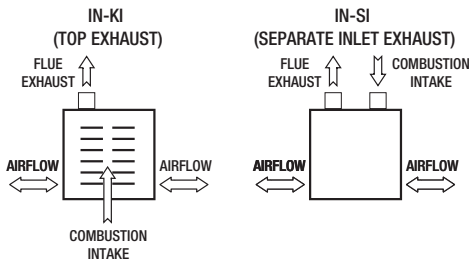 IN-KI
(TOP EXHAUST)
FLUE
EXHAUST
AIRFLOW
AIRFLOW
COMBUSTION
INTAKE
IN-SI
(SEPARATE INLET EXHAUST)
FLUE
EXHAUST
COMBUSTION
INTAKE
AIRFLOW
AIRFLOW